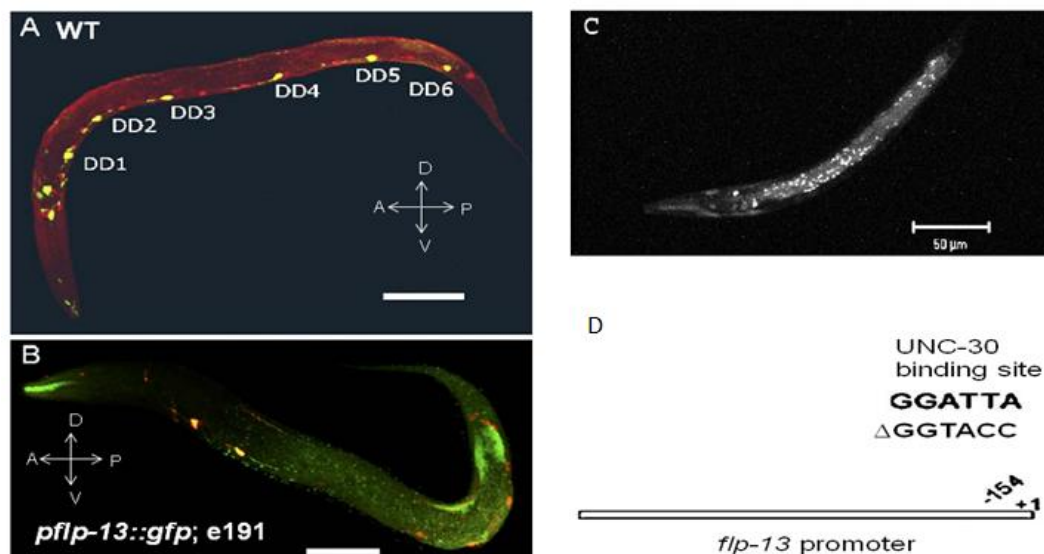 A WT
DD1
DD2
DD3
DD4
DD5
DD6
D
A P
V
B
D
A P
V
pflp-13::gfp; e191
C
50 µm
D
UNC-30
binding site
GGATTA
ΔGGTACC
-154
+1
flp-13 promoter